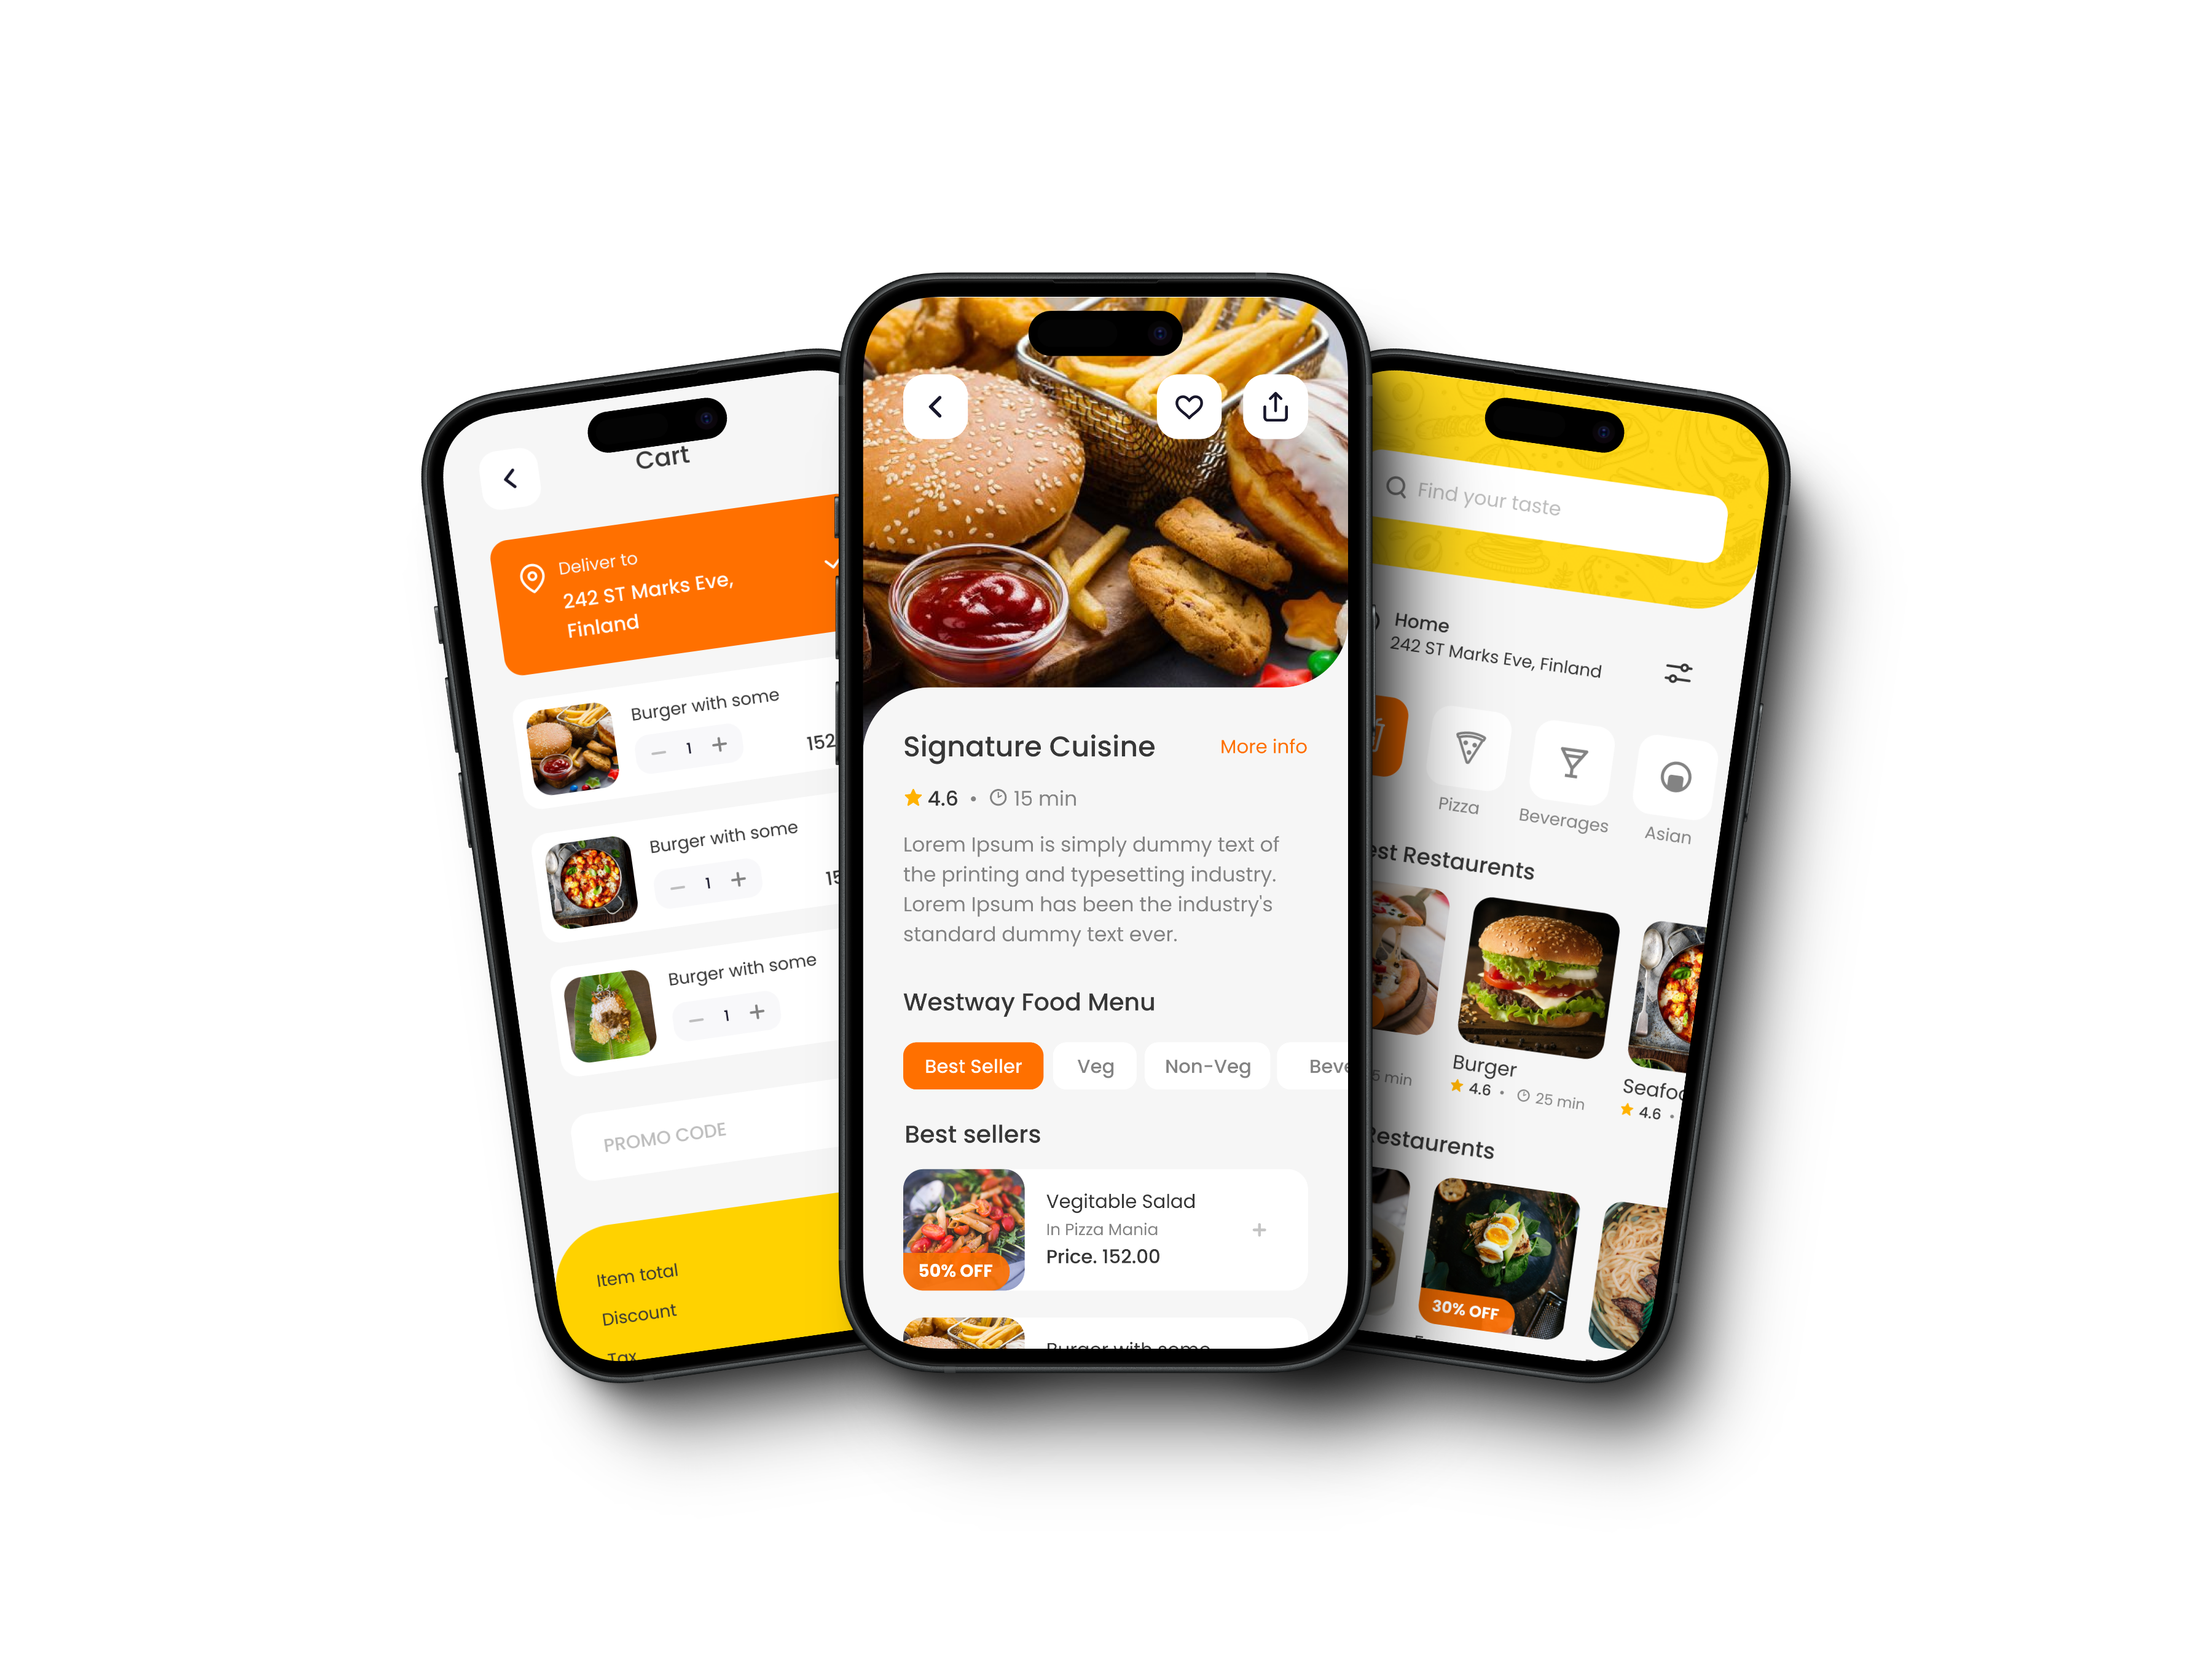 Cart
Deliver to
242 ST Marks Eve,
Finland
Burger with some
1
152
Burger with some
1
15
Burger with some
1
PROMO CODE
Item total
Discount
Tax
Signature Cuisine
More info
4.6 • 15 min
Lorem Ipsum is simply dummy text of
the printing and typesetting industry.
Lorem Ipsum has been the industry's
standard dummy text ever.
Westway Food Menu
Best Seller
Veg
Non-Veg
Beve
Best sellers
Vegitable Salad
In Pizza Mania
Price. 152.00
50% OFF
Burger with some
Find your taste
Home
242 ST Marks Eve, Finland
Pizza
Beverages
Asian
est Restaurents
5 min
Burger
4.6 • 25 min
Seafoo
4.6 •
Restaurents
30% OFF